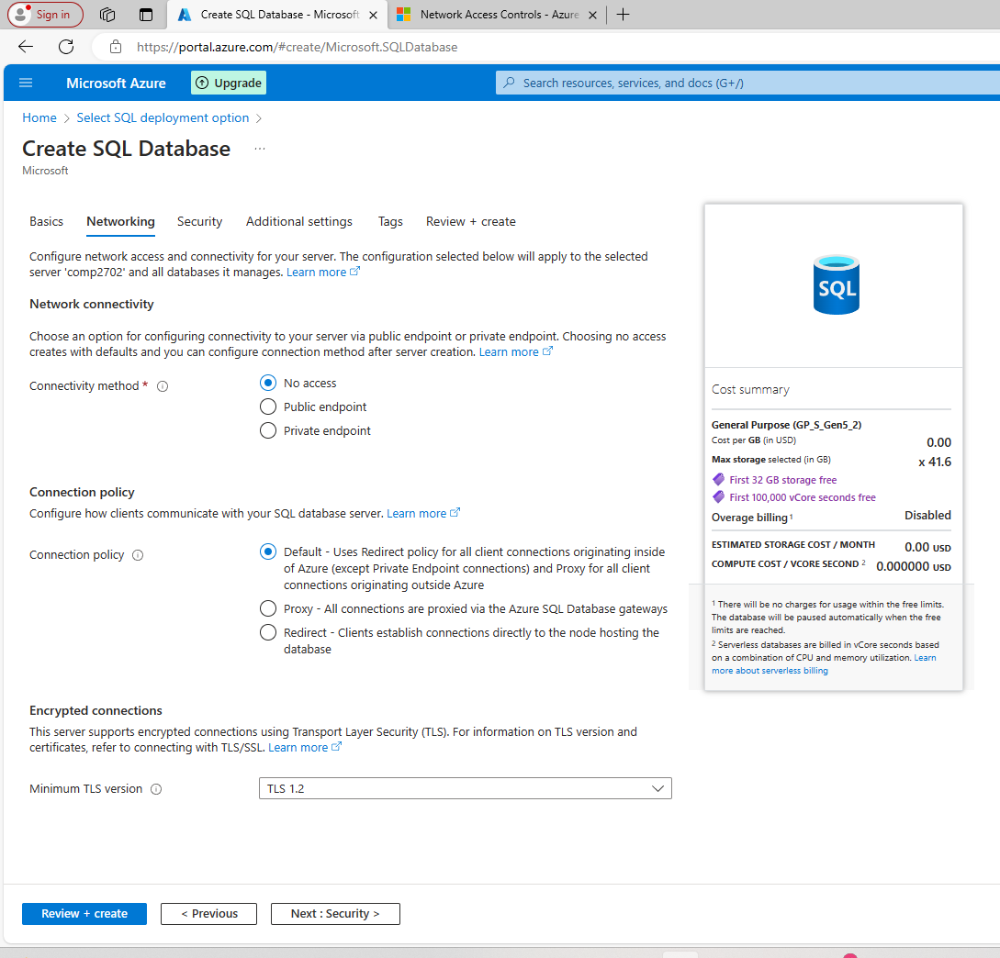 Sign in
Create SQL Database - Microsoft
Network Access Controls - Azure
https://portal.azure.com/#create/Microsoft.SQLDatabase
Microsoft Azure
Upgrade
Search resources, services, and docs (G+/)
Home > Select SQL deployment option >
Create SQL Database ...
Microsoft
Basics Networking Security Additional settings Tags Review + create
Configure network access and connectivity for your server. The configuration selected below will apply to the selected
server 'comp2702' and all databases it manages. Learn more
Network connectivity
Choose an option for configuring connectivity to your server via public endpoint or private endpoint. Choosing no access
creates with defaults and you can configure connection method after server creation. Learn more
Connectivity method *
No access
Public endpoint
Private endpoint
Connection policy
Configure how clients communicate with your SQL database server. Learn more
Connection policy
Default - Uses Redirect policy for all client connections originating inside
of Azure (except Private Endpoint connections) and Proxy for all client
connections originating outside Azure
Proxy - All connections are proxied via the Azure SQL Database gateways
Redirect - Clients establish connections directly to the node hosting the
database
Encrypted connections
This server supports encrypted connections using Transport Layer Security (TLS). For information on TLS version and
certificates, refer to connecting with TLS/SSL. Learn more
Minimum TLS version
TLS 1.2
SQL
Cost summary
General Purpose (GP_S_Gen5_2)
Cost per GB (in USD) 0.00
Max storage selected (in GB) x 41.6
First 32 GB storage free
First 100,000 vCore seconds free
Overage billing 1 Disabled
ESTIMATED STORAGE COST / MONTH 0.00 USD
COMPUTE COST / VCORE SECOND 2 0.000000 USD
1 There will be no charges for usage within the free limits.
The database will be paused automatically when the free
limits are reached.
2 Serverless databases are billed in vCore seconds based
on a combination of CPU and memory utilization. Learn
more about serverless billing
Review + create
< Previous
Next : Security >